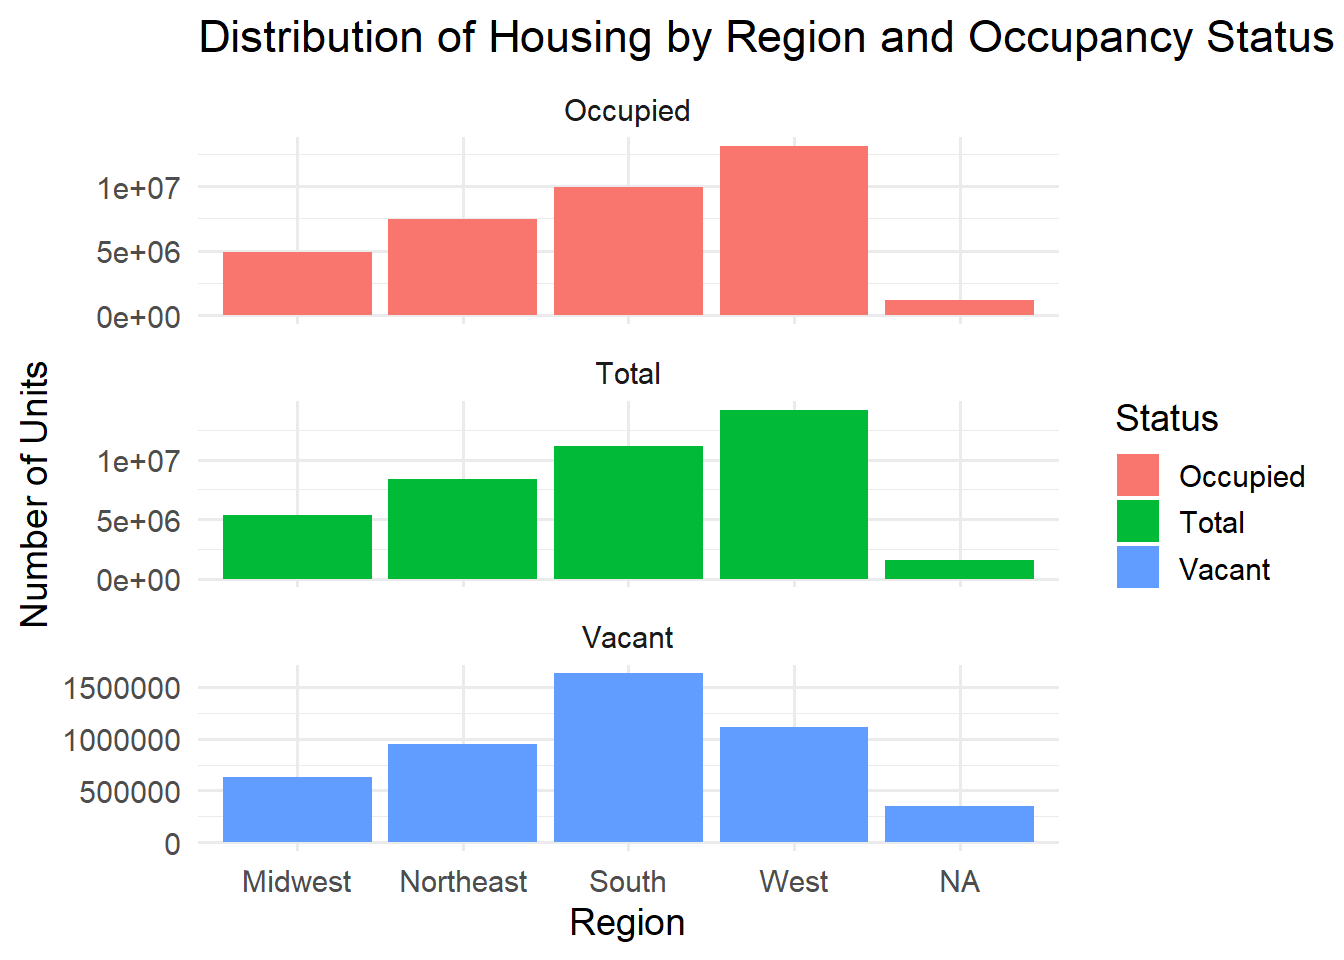 Distribution of Housing by Region and Occupancy Status
Occupied
1e+07
5e+06
0e+00
Total
1e+07
5e+06
0e+00
Vacant
1500000
1000000
500000
0
Midwest Northeast South West NA
Region
Number of Units
Status
Occupied
Total
Vacant